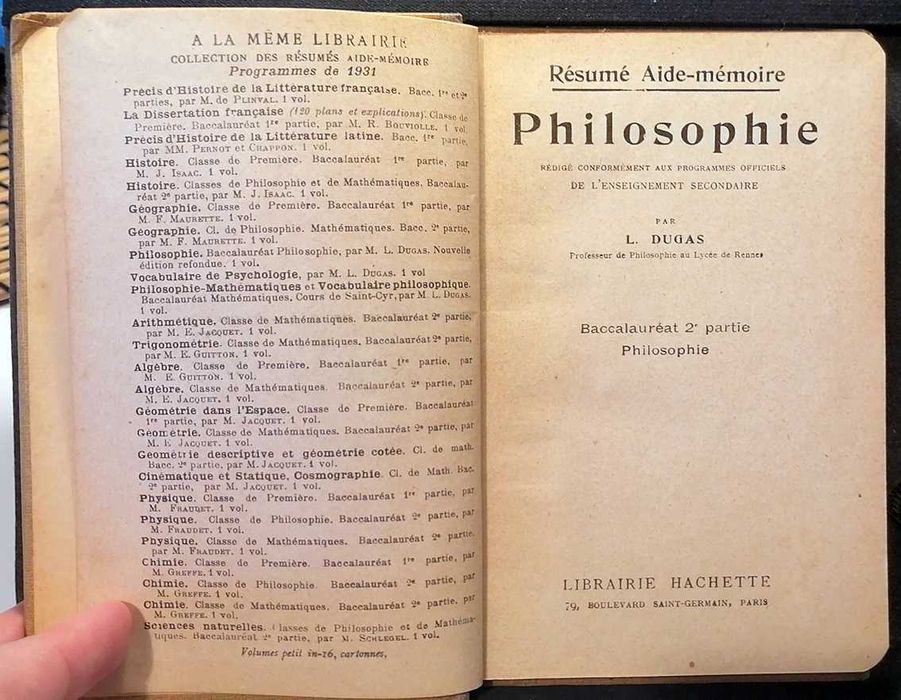 A LA MÊME LIBRAIRIE
COLLECTION DES RÉSUMÉS AIDE-MÉMOIRE
Programmes de 1931
Précis d'Histoire de la Littérature française. Bacc. 1re et 2e
parties, par M. de PLINVAL. 1 vol.
La Dissertation française (120 plans et explications). Classe de
Première. Baccalauréat 1re partie, par M. R. BOUVIOLLE. 1 vol.
Précis d'Histoire de la Littérature latine. Bacc. 1re partie,
par MM. PERNOT et CHAPPON. 1 vol.
Histoire. Classe de Première. Baccalauréat 1re partie, par
M. J. ISAAC. 1 vol.
Histoire. Classes de Philosophie et de Mathématiques. Baccalau-
réat 2e partie, par M. J. ISAAC. 1 vol.
Géographie. Classe de Première. Baccalauréat 1re partie, par
M. F. MAURETTE. 1 vol.
Géographie. Cl. de Philosophie. Mathématiques. Bacc. 2e partie,
par M. F. MAURETTE. 1 vol.
Philosophie. Baccalauréat Philosophie, par M. L. DUGAS. Nouvelle
édition refondue. 1 vol.
Vocabulaire de Psychologie, par M. L. DUGAS. 1 vol
Philosophie-Mathématiques et Vocabulaire philosophique.
Baccalauréat Mathématiques. Cours de Saint-Cyr, par M. L. DUGAS.
1 vol.
Arithmétique. Classe de Mathématiques. Baccalauréat 2e partie,
par M. E. JACQUET. 1 vol.
Trigonométrie. Classe de Mathématiques. Baccalauréat 2e partie,
par M. E. GUITTON. 1 vol.
Algèbre. Classe de Première. Baccalauréat 1re partie, par
M. E. GUITTON. 1 vol.
Algèbre. Classe de Mathématiques. Baccalauréat 2e partie, par
M. E. JACQUET. 1 vol.
Géométrie dans l'Espace. Classe de Première. Baccalauréat
1re partie, par M. JACQUET. 1 vol.
Géométrie. Classe de Mathématiques. Baccalauréat 2e partie, par
M. E. JACQUET. 1 vol.
Géométrie descriptive et géométrie cotée. Cl. de math.
Bacc. 2e partie, par M. JACQUET. 1 vol.
Cinématique et Statique, Cosmographie. Cl. de Math. Bac.
2e partie, par M. JACQUET. 1 vol.
Physique. Classe de Première. Baccalauréat 1re partie, par
M. FRAUDET. 1 vol.
Physique. Classe de Philosophie. Baccalauréat 2e partie, par
M. FRAUDET. 1 vol.
Physique. Classe de Mathématiques. Baccalauréat 2e partie,
par M. FRAUDET. 1 vol.
Chimie. Classe de Première. Baccalauréat 1re partie, par
M. GREFFE. 1 vol.
Chimie. Classe de Philosophie. Baccalauréat 2e partie, par
M. GREFFE. 1 vol.
Chimie. Classe de Mathématiques. Baccalauréat 2e partie, par
M. GREFFE. 1 vol.
Sciences naturelles. Classes de Philosophie et de Mathéma-
tiques. Baccalauréat 2e partie, par M. SCHLEGEL. 1 vol.
Volumes petit in-16, cartonnés.
Résumé Aide-mémoire
Philosophie
RÉDIGÉ CONFORMÉMENT AUX PROGRAMMES OFFICIELS
DE L'ENSEIGNEMENT SECONDAIRE
PAR
L. DUGAS
Professeur de Philosophie au Lycée de Rennes
Baccalauréat 2e partie
Philosophie
LIBRAIRIE HACHETTE
79, BOULEVARD SAINT-GERMAIN, PARIS